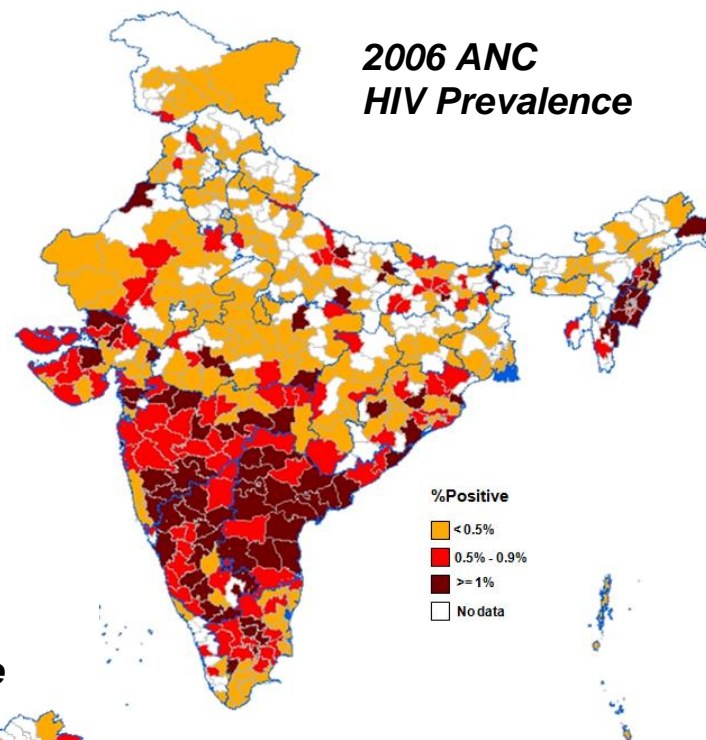 2006 ANC
HIV Prevalence
%Positive
< 0.5%
0.5% - 0.9%
>= 1%
No data
e